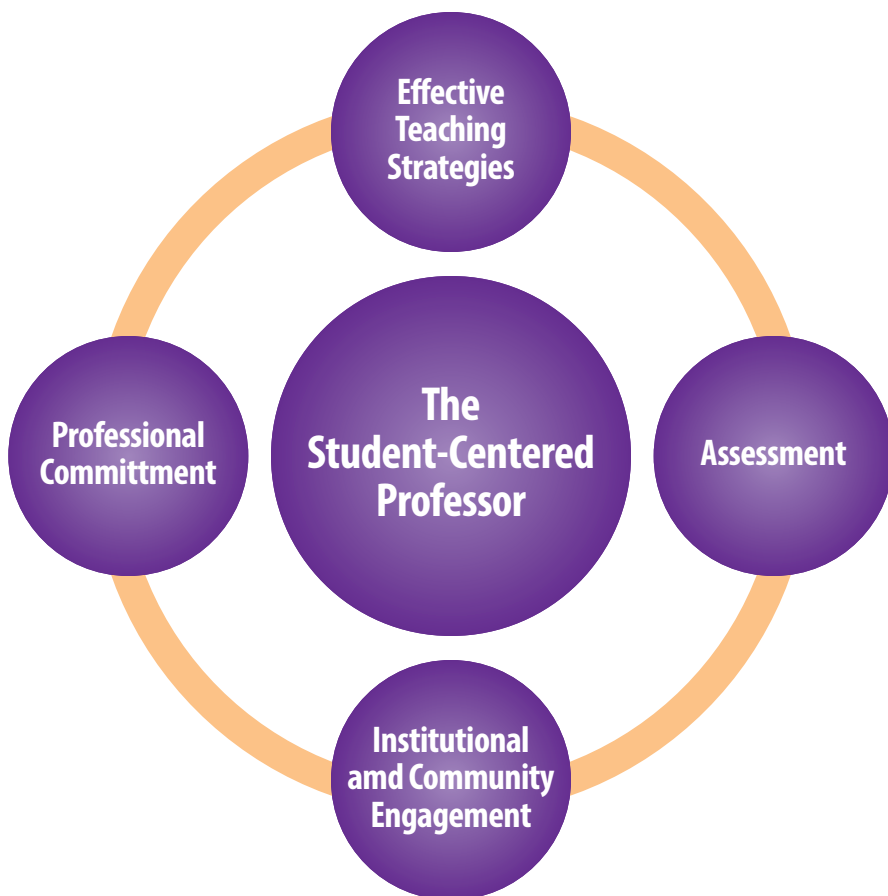 Effective
Teaching
Strategies
Professional
Committment
The
Student-Centered
Professor
Assessment
Institutional
amd Community
Engagement